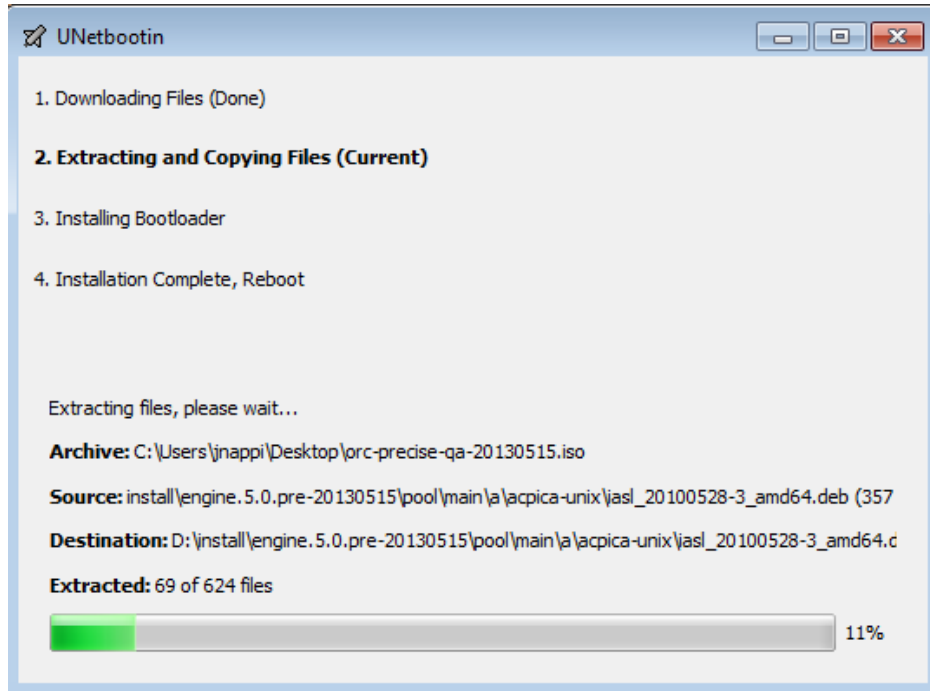 UNetbootin
1. Downloading Files (Done)
2. Extracting and Copying Files (Current)
3. Installing Bootloader
4. Installation Complete, Reboot
Extracting files, please wait...
Archive: C:\Users\jnappi\Desktop\orc-precise-qa-20130515.iso
Source: install\engine.5.0.pre-20130515\pool\main\a\acpica-unix\iasl_20100528-3_amd64.deb (357
Destination: D:\install\engine.5.0.pre-20130515\pool\main\a\acpica-unix\iasl_20100528-3_amd64.d
Extracted: 69 of 624 files
11%